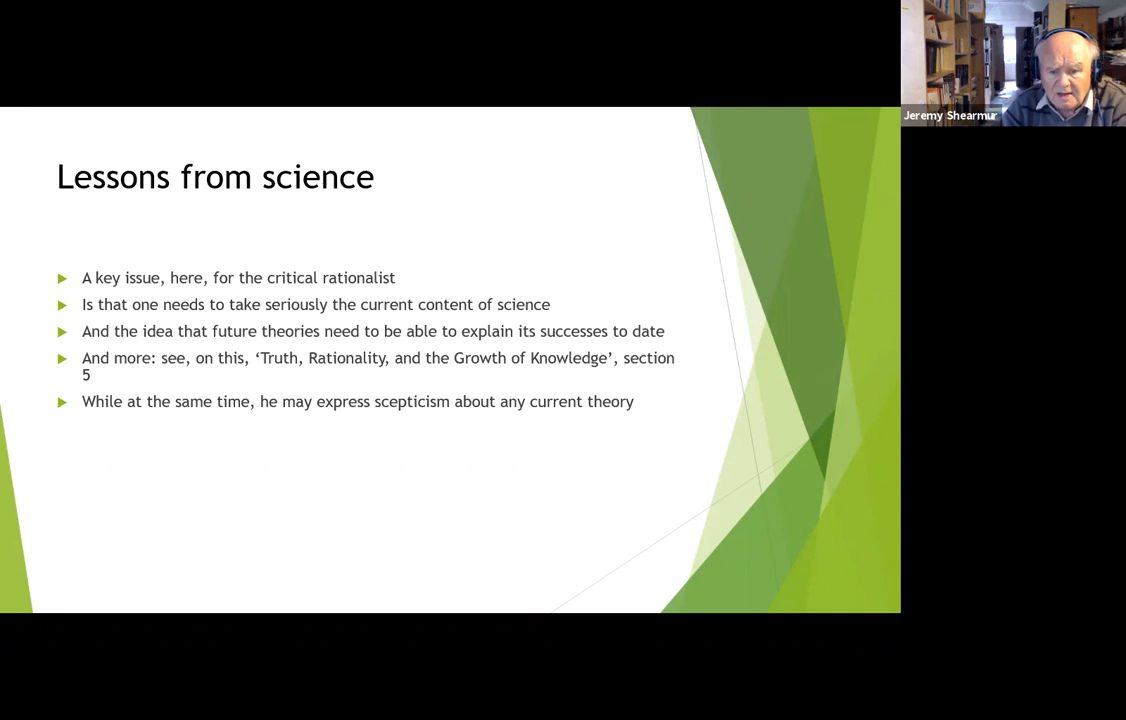 Jeremy Shearmur
Lessons from science
A key issue, here, for the critical rationalist
Is that one needs to take seriously the current content of science
And the idea that future theories need to be able to explain its successes to date
And more: see, on this, ‘Truth, Rationality, and the Growth of Knowledge’, section
5
While at the same time, he may express scepticism about any current theory